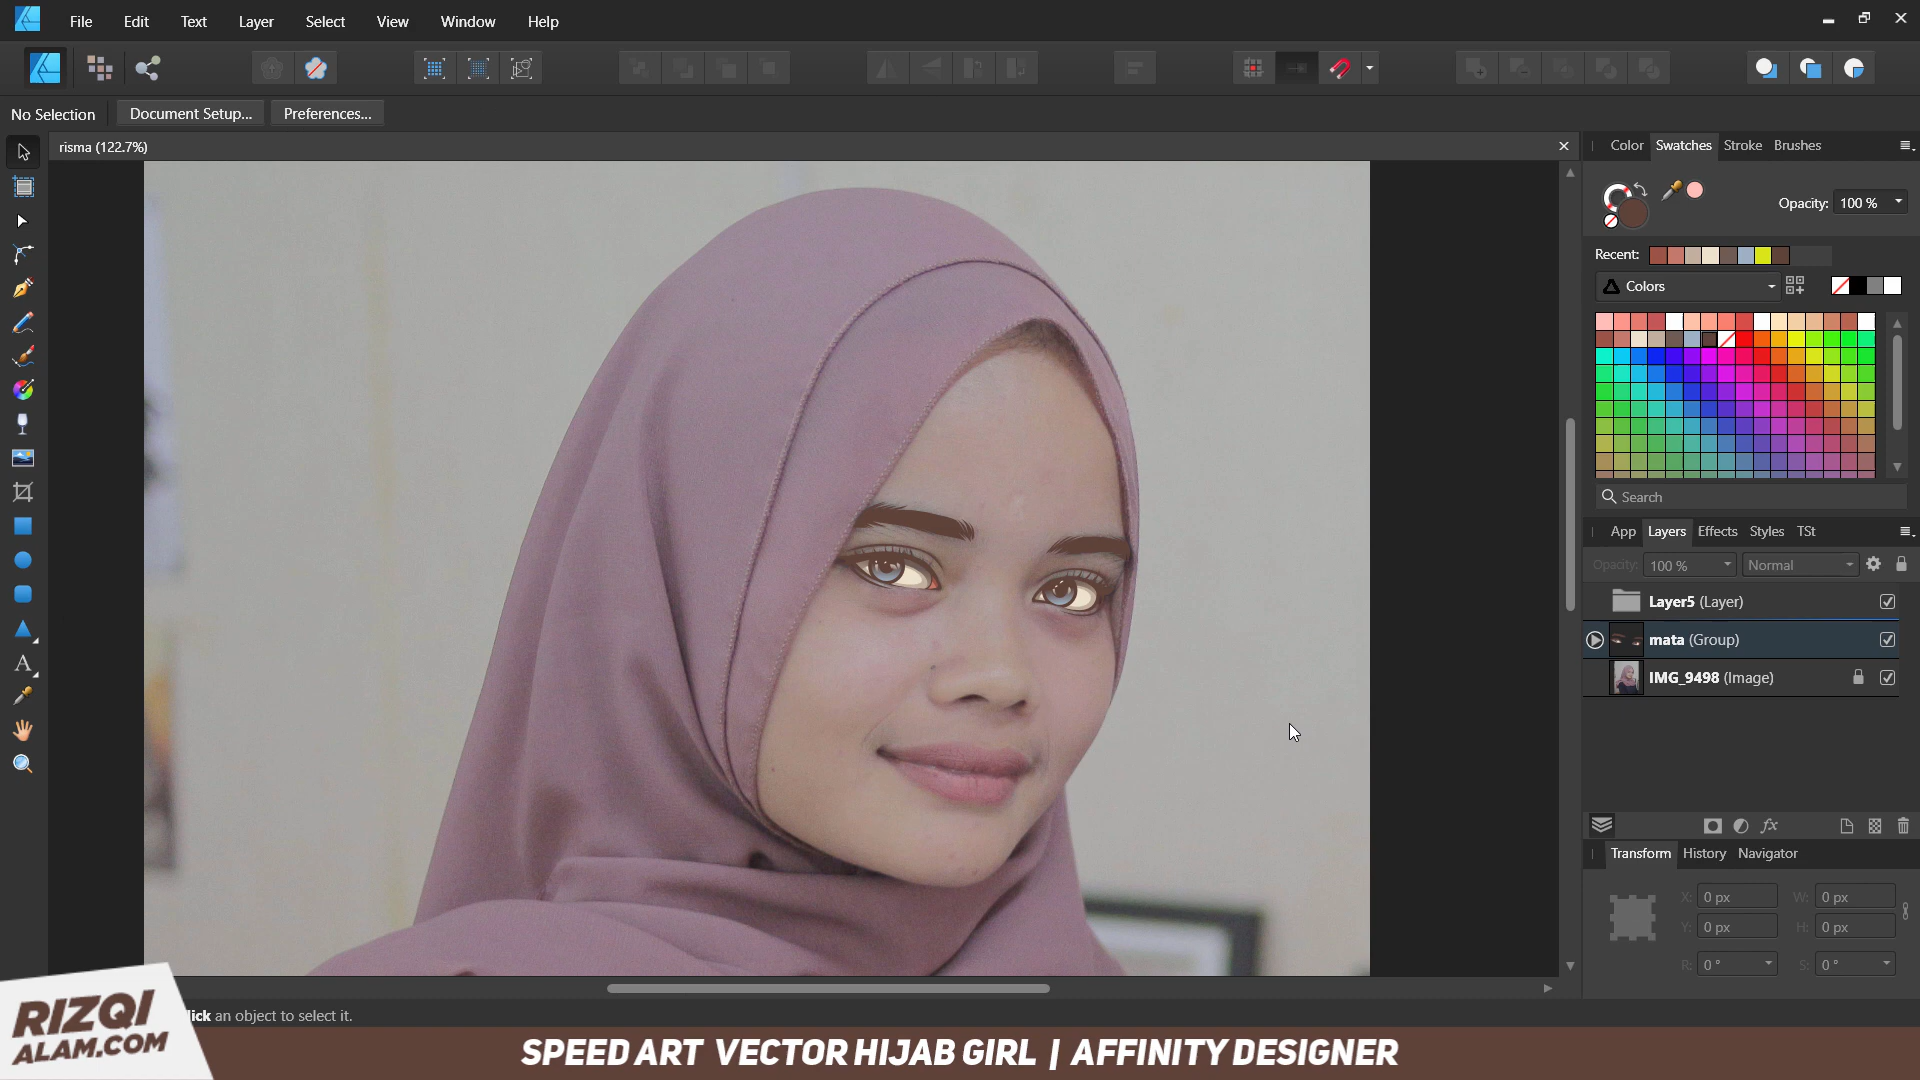 File Edit Text Layer Select View Window Help
No Selection Document Setup... Preferences...
risma (122.7%)
Color Swatches Stroke Brushes
Opacity: 100 %
Recent:
Colors
Search
App Layers Effects Styles TSt
Opacity: 100 % Normal
Layer5 (Layer)
mata (Group)
IMG_9498 (Image)
Transform History Navigator
X: 0 px W: 0 px
Y: 0 px H: 0 px
R: 0 ° S: 0 °
lick an object to select it.
RIZQI
ALAM.COM
SPEED ART VECTOR HIJAB GIRL | AFFINITY DESIGNER